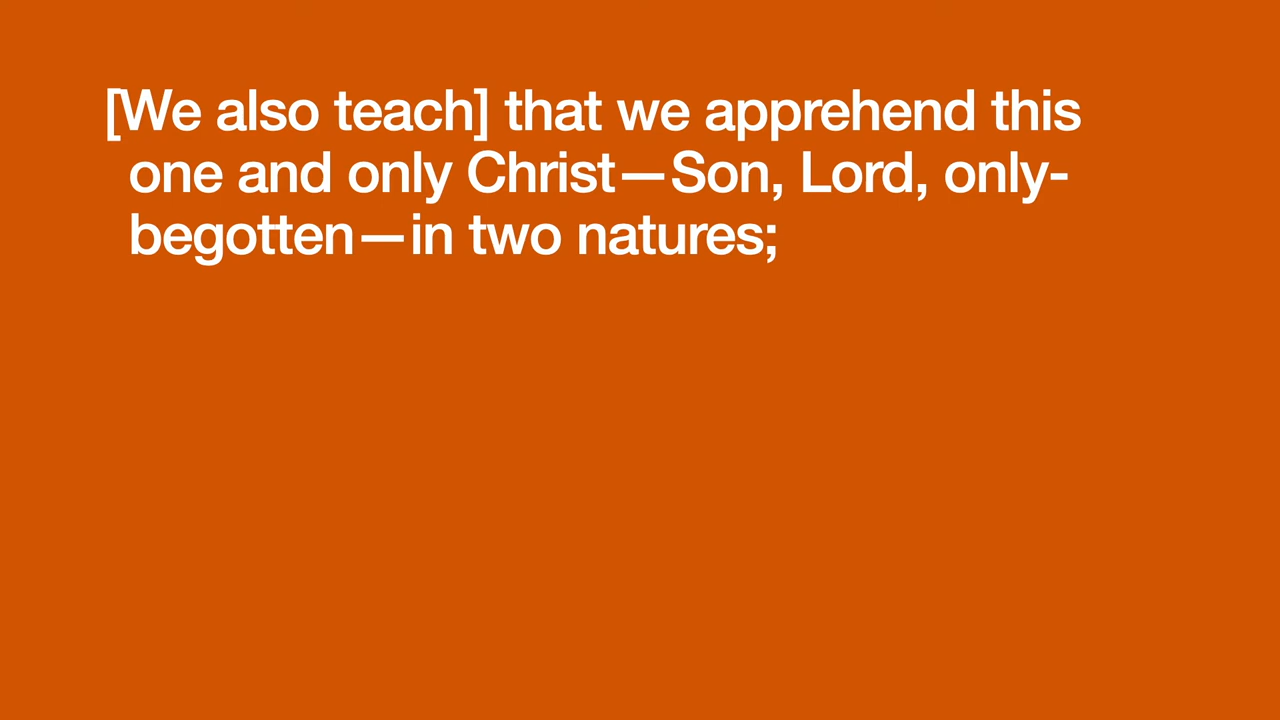 [We also teach] that we apprehend this
one and only Christ—Son, Lord, only-
begotten—in two natures;